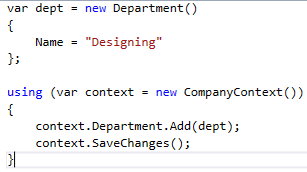 var dept = new Department()
{
    Name = "Designing"
};
using (var context = new CompanyContext())
{
    context.Department.Add(dept);
    context.SaveChanges();
}